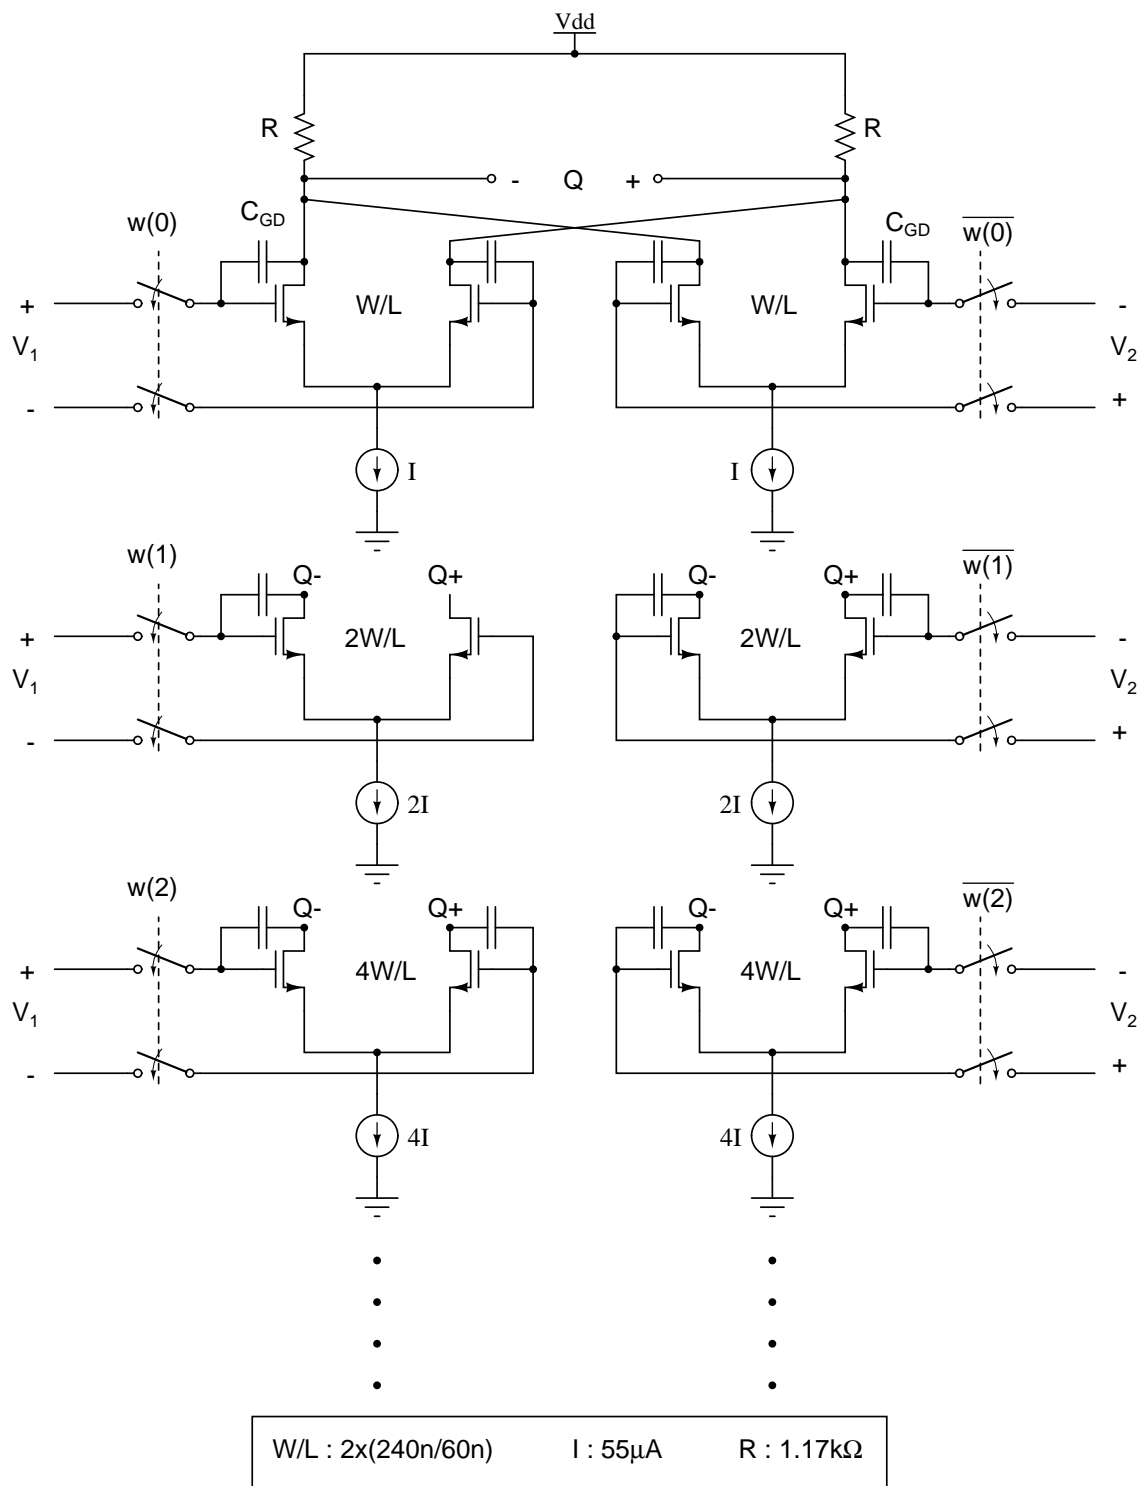 Vdd
R
R
- Q +
w(0)
C_GD
C_GD
w(0)
+
W/L
W/L
-
V_1
V_2
-
+
I
I
w(1)
Q-
Q+
Q-
Q+
w(1)
+
2W/L
2W/L
-
V_1
V_2
-
+
2I
2I
w(2)
Q-
Q+
Q-
Q+
w(2)
+
4W/L
4W/L
-
V_1
V_2
-
+
4I
4I
W/L : 2x(240n/60n) I : 55μA R : 1.17kΩ